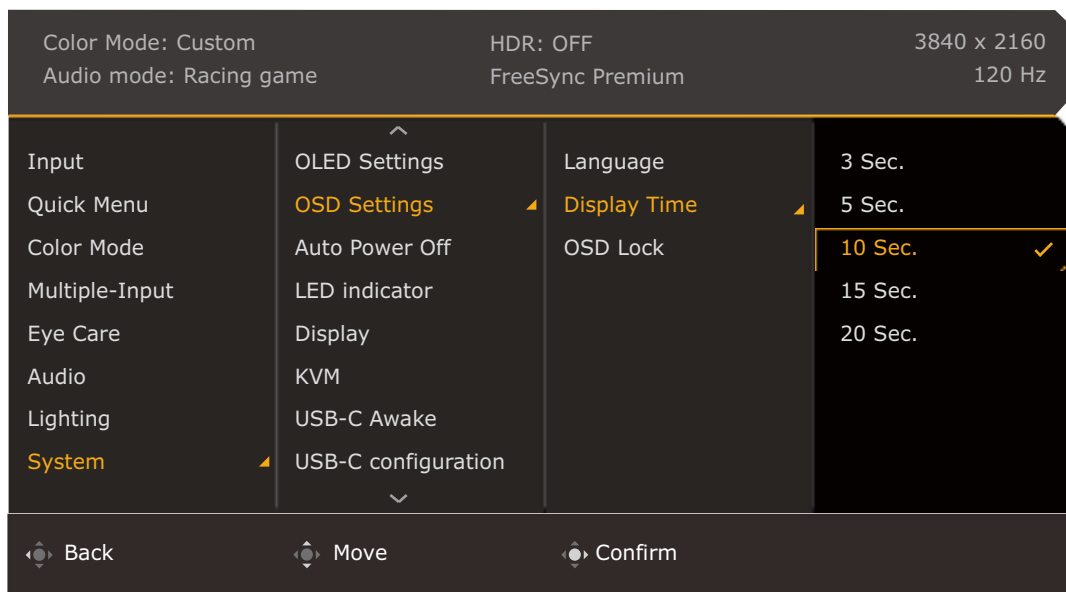 Color Mode: Custom
HDR: OFF
3840 x 2160
Audio mode: Racing game
FreeSync Premium
120 Hz
Input
Quick Menu
Color Mode
Multiple-Input
Eye Care
Audio
Lighting
System
OLED Settings
OSD Settings
Auto Power Off
LED indicator
Display
KVM
USB-C Awake
USB-C configuration
Language
Display Time
OSD Lock
3 Sec.
5 Sec.
10 Sec.
15 Sec.
20 Sec.
Back
Move
Confirm